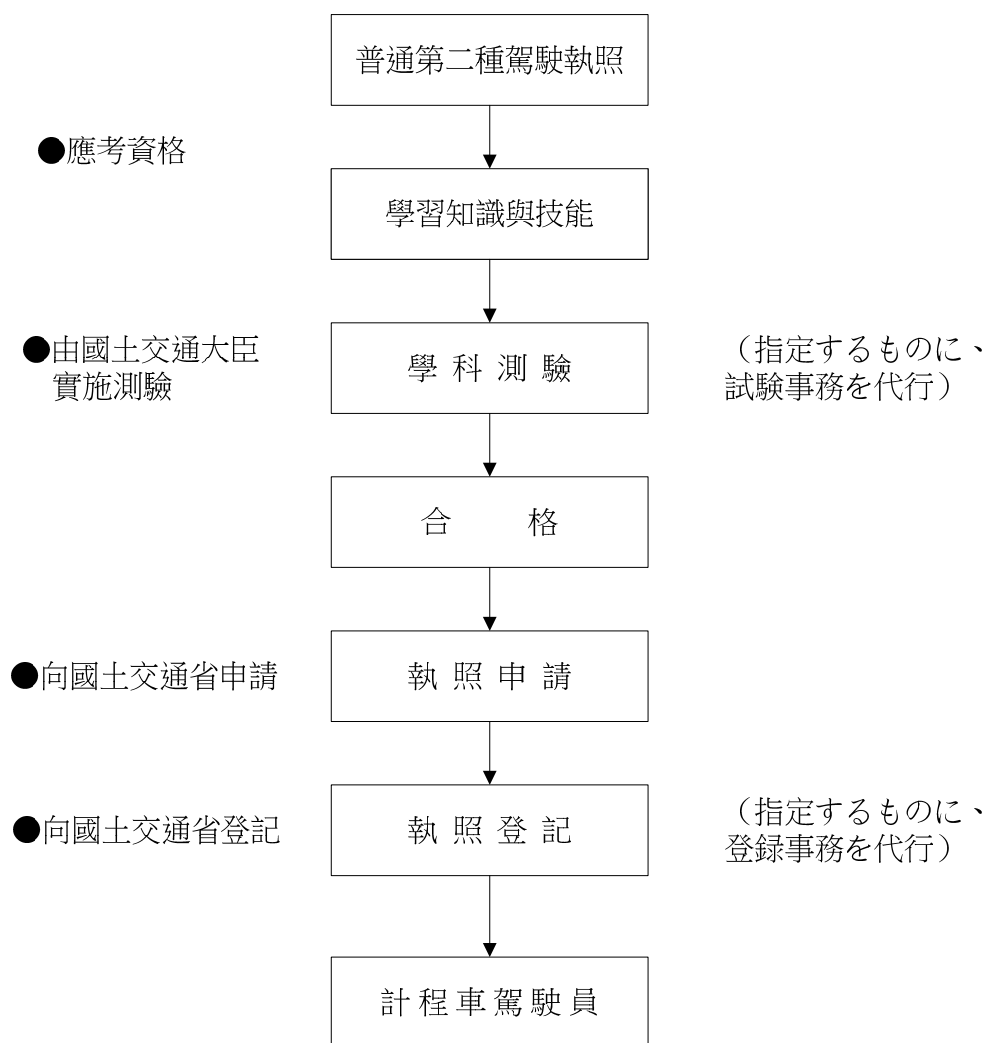 普通第二種駕駛執照
●應考資格
學習知識與技能
●由國土交通大臣
實施測驗
學科測驗
（指定するものに、
試験事務を代行）
合格
●向國土交通省申請
執照申請
●向國土交通省登記
執照登記
（指定するものに、
登録事務を代行）
計程車駕駛員